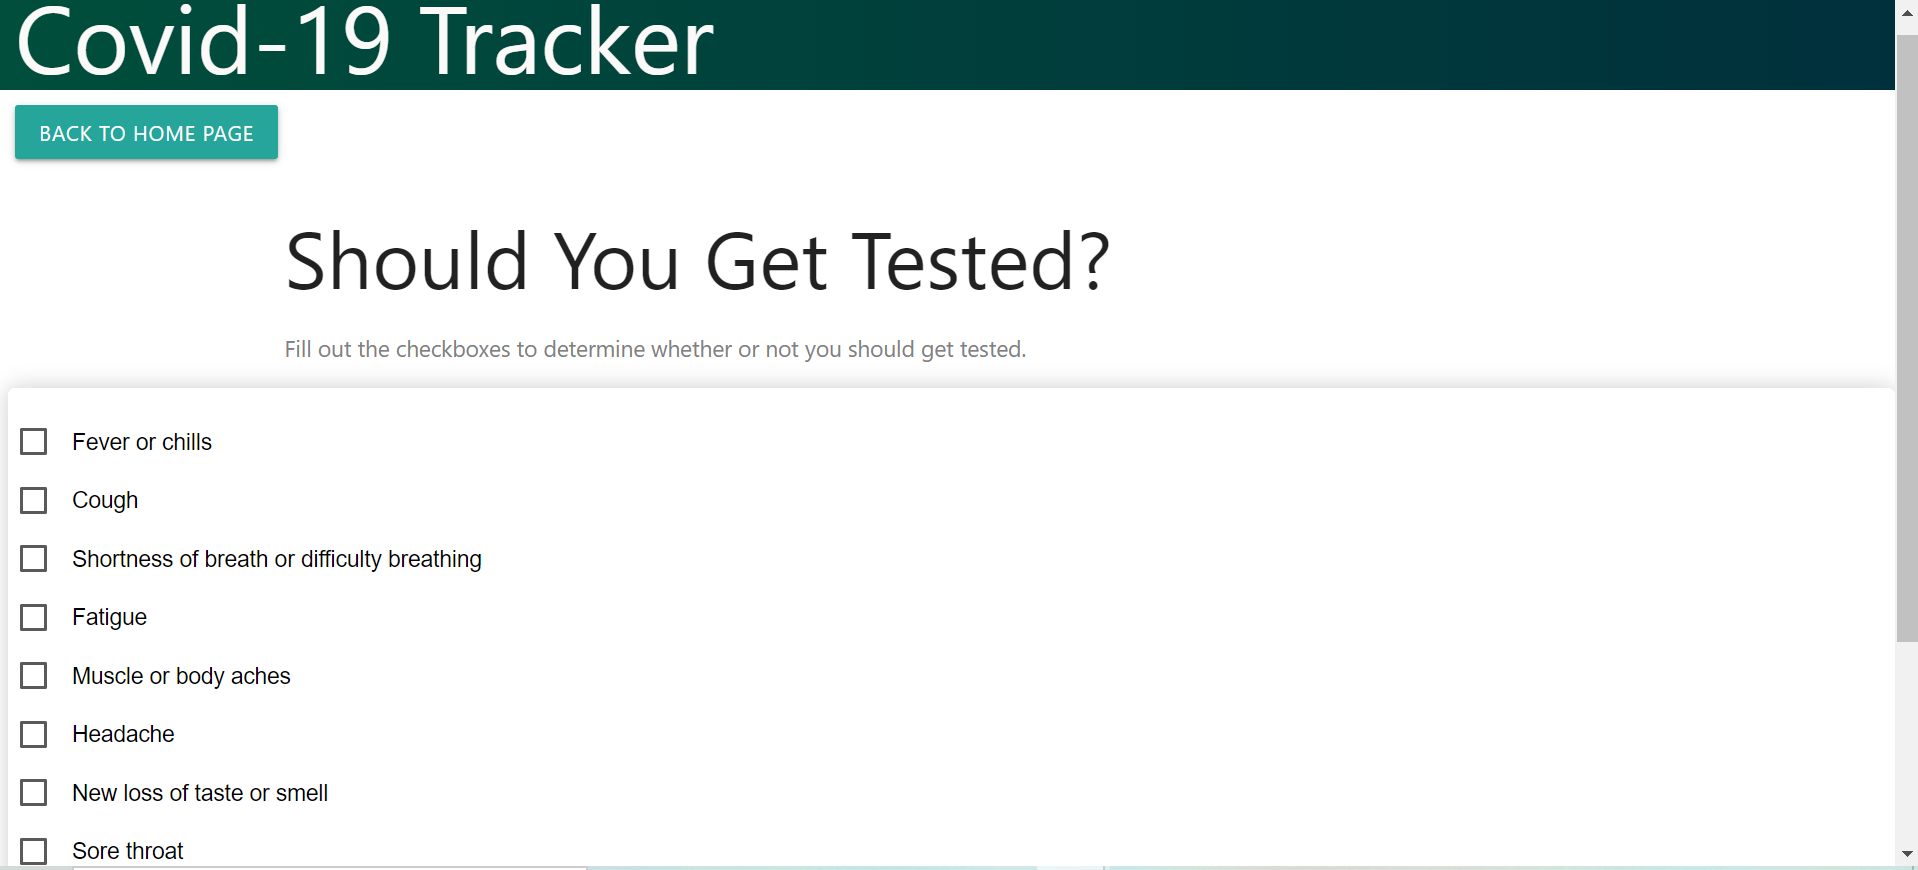 Covid-19 Tracker
BACK TO HOME PAGE
Should You Get Tested?
Fill out the checkboxes to determine whether or not you should get tested.
Fever or chills
Cough
Shortness of breath or difficulty breathing
Fatigue
Muscle or body aches
Headache
New loss of taste or smell
Sore throat